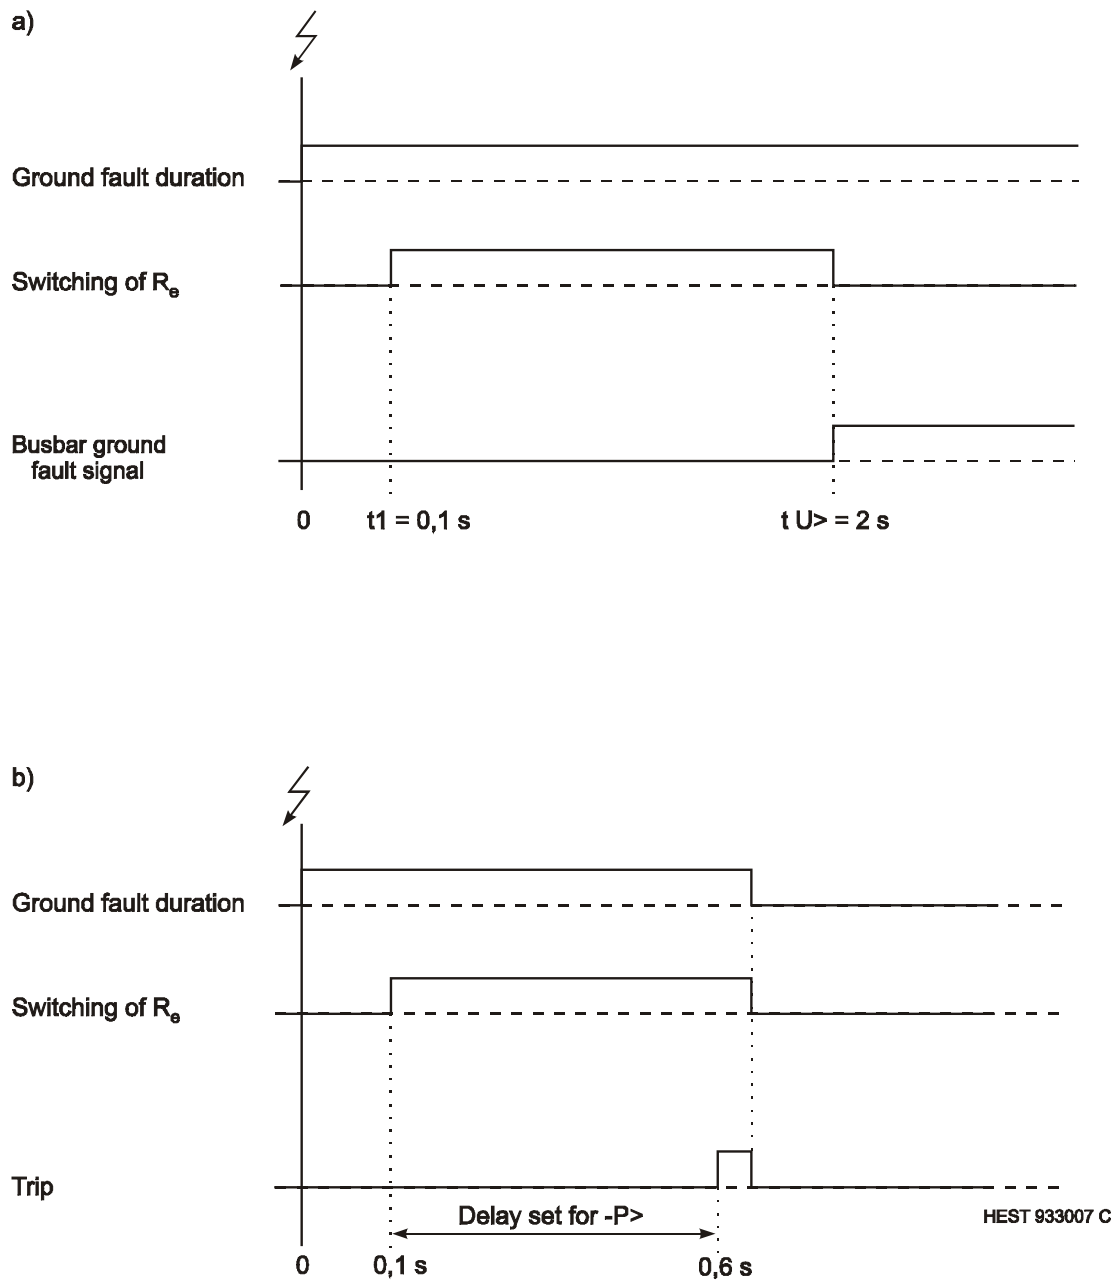 a)
Ground fault duration
Switching of Re
Busbar ground
fault signal
0 t1 = 0,1 s t U> = 2 s
b)
Ground fault duration
Switching of Re
Trip
Delay set for -P>
HEST 933007 C
0 0,1 s 0,6 s